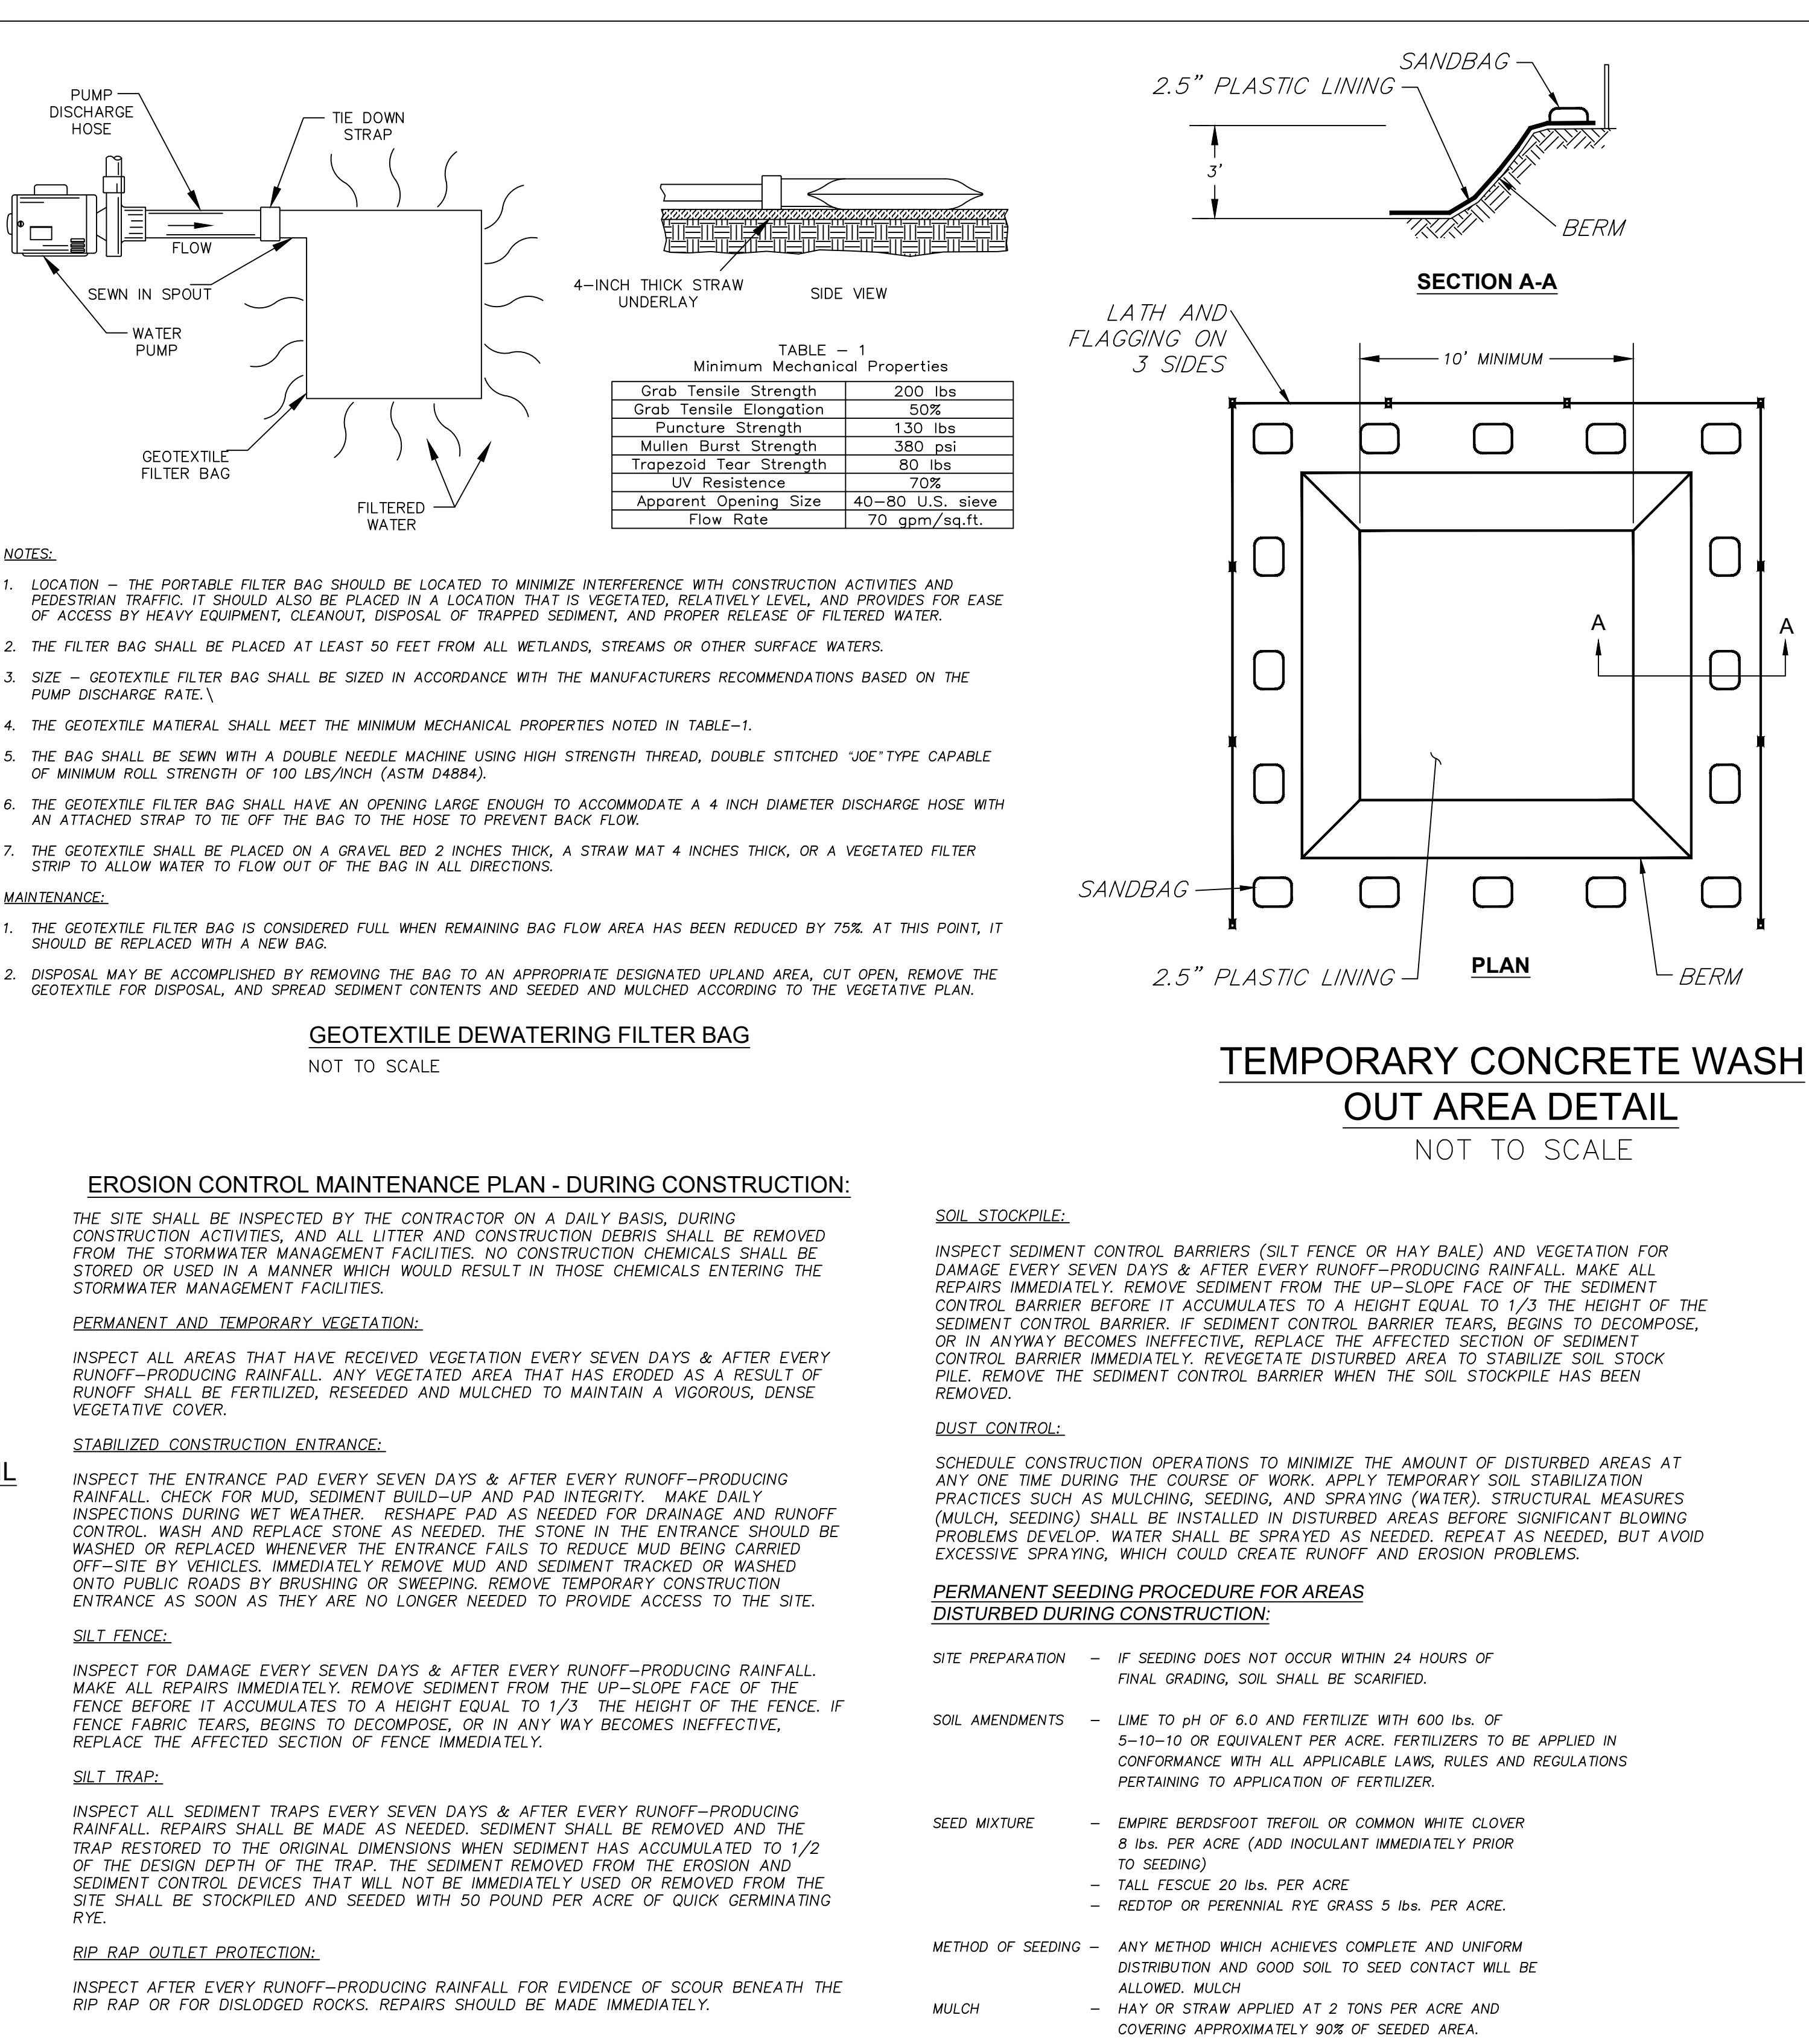 PUMP
DISCHARGE
HOSE
TIE DOWN
STRAP
FLOW
SEWN IN SPOUT
WATER
PUMP
GEOTEXTILE
FILTER BAG
FILTERED
WATER
4-INCH THICK STRAW
UNDERLAY
SIDE VIEW
TABLE - 1
Minimum Mechanical Properties
Grab Tensile Strength 200 lbs
Grab Tensile Elongation 50%
Puncture Strength 130 lbs
Mullen Burst Strength 380 psi
Trapezoid Tear Strength 80 lbs
UV Resistence 70%
Apparent Opening Size 40-80 U.S. sieve
Flow Rate 70 gpm/sq.ft.
NOTES:
1. LOCATION - THE PORTABLE FILTER BAG SHOULD BE LOCATED TO MINIMIZE INTERFERENCE WITH CONSTRUCTION ACTIVITIES AND
PEDESTRIAN TRAFFIC. IT SHOULD ALSO BE PLACED IN A LOCATION THAT IS VEGETATED, RELATIVELY LEVEL, AND PROVIDES FOR EASE
OF ACCESS BY HEAVY EQUIPMENT, CLEANOUT, DISPOSAL OF TRAPPED SEDIMENT, AND PROPER RELEASE OF FILTERED WATER.
2. THE FILTER BAG SHALL BE PLACED AT LEAST 50 FEET FROM ALL WETLANDS, STREAMS OR OTHER SURFACE WATERS.
3. SIZE - GEOTEXTILE FILTER BAG SHALL BE SIZED IN ACCORDANCE WITH THE MANUFACTURERS RECOMMENDATIONS BASED ON THE
PUMP DISCHARGE RATE.\
4. THE GEOTEXTILE MATIERAL SHALL MEET THE MINIMUM MECHANICAL PROPERTIES NOTED IN TABLE-1.
5. THE BAG SHALL BE SEWN WITH A DOUBLE NEEDLE MACHINE USING HIGH STRENGTH THREAD, DOUBLE STITCHED "JOE" TYPE CAPABLE
OF MINIMUM ROLL STRENGTH OF 100 LBS/INCH (ASTM D4884).
6. THE GEOTEXTILE FILTER BAG SHALL HAVE AN OPENING LARGE ENOUGH TO ACCOMMODATE A 4 INCH DIAMETER DISCHARGE HOSE WITH
AN ATTACHED STRAP TO TIE OFF THE BAG TO THE HOSE TO PREVENT BACK FLOW.
7. THE GEOTEXTILE SHALL BE PLACED ON A GRAVEL BED 2 INCHES THICK, A STRAW MAT 4 INCHES THICK, OR A VEGETATED FILTER
STRIP TO ALLOW WATER TO FLOW OUT OF THE BAG IN ALL DIRECTIONS.
MAINTENANCE:
1. THE GEOTEXTILE FILTER BAG IS CONSIDERED FULL WHEN REMAINING BAG FLOW AREA HAS BEEN REDUCED BY 75%. AT THIS POINT, IT
SHOULD BE REPLACED WITH A NEW BAG.
2. DISPOSAL MAY BE ACCOMPLISHED BY REMOVING THE BAG TO AN APPROPRIATE DESIGNATED UPLAND AREA, CUT OPEN, REMOVE THE
GEOTEXTILE FOR DISPOSAL, AND SPREAD SEDIMENT CONTENTS AND SEEDED AND MULCHED ACCORDING TO THE VEGETATIVE PLAN.
GEOTEXTILE DEWATERING FILTER BAG
NOT TO SCALE
SANDBAG
2.5" PLASTIC LINING
3'
BERM
SECTION A-A
LATH AND
FLAGGING ON
3 SIDES
10' MINIMUM
A A
SANDBAG
2.5" PLASTIC LINING
PLAN
BERM
TEMPORARY CONCRETE WASH
OUT AREA DETAIL
NOT TO SCALE
EROSION CONTROL MAINTENANCE PLAN - DURING CONSTRUCTION:
THE SITE SHALL BE INSPECTED BY THE CONTRACTOR ON A DAILY BASIS, DURING
CONSTRUCTION ACTIVITIES, AND ALL LITTER AND CONSTRUCTION DEBRIS SHALL BE REMOVED
FROM THE STORMWATER MANAGEMENT FACILITIES. NO CONSTRUCTION CHEMICALS SHALL BE
STORED OR USED IN A MANNER WHICH WOULD RESULT IN THOSE CHEMICALS ENTERING THE
STORMWATER MANAGEMENT FACILITIES.
PERMANENT AND TEMPORARY VEGETATION:
INSPECT ALL AREAS THAT HAVE RECEIVED VEGETATION EVERY SEVEN DAYS & AFTER EVERY
RUNOFF-PRODUCING RAINFALL. ANY VEGETATED AREA THAT HAS ERODED AS A RESULT OF
RUNOFF SHALL BE FERTILIZED, RESEEDED AND MULCHED TO MAINTAIN A VIGOROUS, DENSE
VEGETATIVE COVER.
STABILIZED CONSTRUCTION ENTRANCE:
IL
INSPECT THE ENTRANCE PAD EVERY SEVEN DAYS & AFTER EVERY RUNOFF-PRODUCING
RAINFALL. CHECK FOR MUD, SEDIMENT BUILD-UP AND PAD INTEGRITY. MAKE DAILY
INSPECTIONS DURING WET WEATHER. RESHAPE PAD AS NEEDED FOR DRAINAGE AND RUNOFF
CONTROL. WASH AND REPLACE STONE AS NEEDED. THE STONE IN THE ENTRANCE SHOULD BE
WASHED OR REPLACED WHENEVER THE ENTRANCE FAILS TO REDUCE MUD BEING CARRIED
OFF-SITE BY VEHICLES. IMMEDIATELY REMOVE MUD AND SEDIMENT TRACKED OR WASHED
ONTO PUBLIC ROADS BY BRUSHING OR SWEEPING. REMOVE TEMPORARY CONSTRUCTION
ENTRANCE AS SOON AS THEY ARE NO LONGER NEEDED TO PROVIDE ACCESS TO THE SITE.
SILT FENCE:
INSPECT FOR DAMAGE EVERY SEVEN DAYS & AFTER EVERY RUNOFF-PRODUCING RAINFALL.
MAKE ALL REPAIRS IMMEDIATELY. REMOVE SEDIMENT FROM THE UP-SLOPE FACE OF THE
FENCE BEFORE IT ACCUMULATES TO A HEIGHT EQUAL TO 1/3 THE HEIGHT OF THE FENCE. IF
FENCE FABRIC TEARS, BEGINS TO DECOMPOSE, OR IN ANY WAY BECOMES INEFFECTIVE,
REPLACE THE AFFECTED SECTION OF FENCE IMMEDIATELY.
SILT TRAP:
INSPECT ALL SEDIMENT TRAPS EVERY SEVEN DAYS & AFTER EVERY RUNOFF-PRODUCING
RAINFALL. REPAIRS SHALL BE MADE AS NEEDED. SEDIMENT SHALL BE REMOVED AND THE
TRAP RESTORED TO THE ORIGINAL DIMENSIONS WHEN SEDIMENT HAS ACCUMULATED TO 1/2
OF THE DESIGN DEPTH OF THE TRAP. THE SEDIMENT REMOVED FROM THE EROSION AND
SEDIMENT CONTROL DEVICES THAT WILL NOT BE IMMEDIATELY USED OR REMOVED FROM THE
SITE SHALL BE STOCKPILED AND SEEDED WITH 50 POUND PER ACRE OF QUICK GERMINATING
RYE.
RIP RAP OUTLET PROTECTION:
INSPECT AFTER EVERY RUNOFF-PRODUCING RAINFALL FOR EVIDENCE OF SCOUR BENEATH THE
RIP RAP OR FOR DISLODGED ROCKS. REPAIRS SHOULD BE MADE IMMEDIATELY.
SOIL STOCKPILE:
INSPECT SEDIMENT CONTROL BARRIERS (SILT FENCE OR HAY BALE) AND VEGETATION FOR
DAMAGE EVERY SEVEN DAYS & AFTER EVERY RUNOFF-PRODUCING RAINFALL. MAKE ALL
REPAIRS IMMEDIATELY. REMOVE SEDIMENT FROM THE UP-SLOPE FACE OF THE SEDIMENT
CONTROL BARRIER BEFORE IT ACCUMULATES TO A HEIGHT EQUAL TO 1/3 THE HEIGHT OF THE
SEDIMENT CONTROL BARRIER. IF SEDIMENT CONTROL BARRIER TEARS, BEGINS TO DECOMPOSE,
OR IN ANYWAY BECOMES INEFFECTIVE, REPLACE THE AFFECTED SECTION OF SEDIMENT
CONTROL BARRIER IMMEDIATELY. REVEGETATE DISTURBED AREA TO STABILIZE SOIL STOCK
PILE. REMOVE THE SEDIMENT CONTROL BARRIER WHEN THE SOIL STOCKPILE HAS BEEN
REMOVED.
DUST CONTROL:
SCHEDULE CONSTRUCTION OPERATIONS TO MINIMIZE THE AMOUNT OF DISTURBED AREAS AT
ANY ONE TIME DURING THE COURSE OF WORK. APPLY TEMPORARY SOIL STABILIZATION
PRACTICES SUCH AS MULCHING, SEEDING, AND SPRAYING (WATER). STRUCTURAL MEASURES
(MULCH, SEEDING) SHALL BE INSTALLED IN DISTURBED AREAS BEFORE SIGNIFICANT BLOWING
PROBLEMS DEVELOP. WATER SHALL BE SPRAYED AS NEEDED. REPEAT AS NEEDED, BUT AVOID
EXCESSIVE SPRAYING, WHICH COULD CREATE RUNOFF AND EROSION PROBLEMS.
PERMANENT SEEDING PROCEDURE FOR AREAS
DISTURBED DURING CONSTRUCTION:
SITE PREPARATION - IF SEEDING DOES NOT OCCUR WITHIN 24 HOURS OF
FINAL GRADING, SOIL SHALL BE SCARIFIED.
SOIL AMENDMENTS - LIME TO pH OF 6.0 AND FERTILIZE WITH 600 lbs. OF
5-10-10 OR EQUIVALENT PER ACRE. FERTILIZERS TO BE APPLIED IN
CONFORMANCE WITH ALL APPLICABLE LAWS, RULES AND REGULATIONS
PERTAINING TO APPLICATION OF FERTILIZER.
SEED MIXTURE - EMPIRE BERDSFOOT TREFOIL OR COMMON WHITE CLOVER
8 lbs. PER ACRE (ADD INOCULANT IMMEDIATELY PRIOR
TO SEEDING)
- TALL FESCUE 20 lbs. PER ACRE
- REDTOP OR PERENNIAL RYE GRASS 5 lbs. PER ACRE.
METHOD OF SEEDING - ANY METHOD WHICH ACHIEVES COMPLETE AND UNIFORM
DISTRIBUTION AND GOOD SOIL TO SEED CONTACT WILL BE
ALLOWED. MULCH
MULCH - HAY OR STRAW APPLIED AT 2 TONS PER ACRE AND
COVERING APPROXIMATELY 90% OF SEEDED AREA.